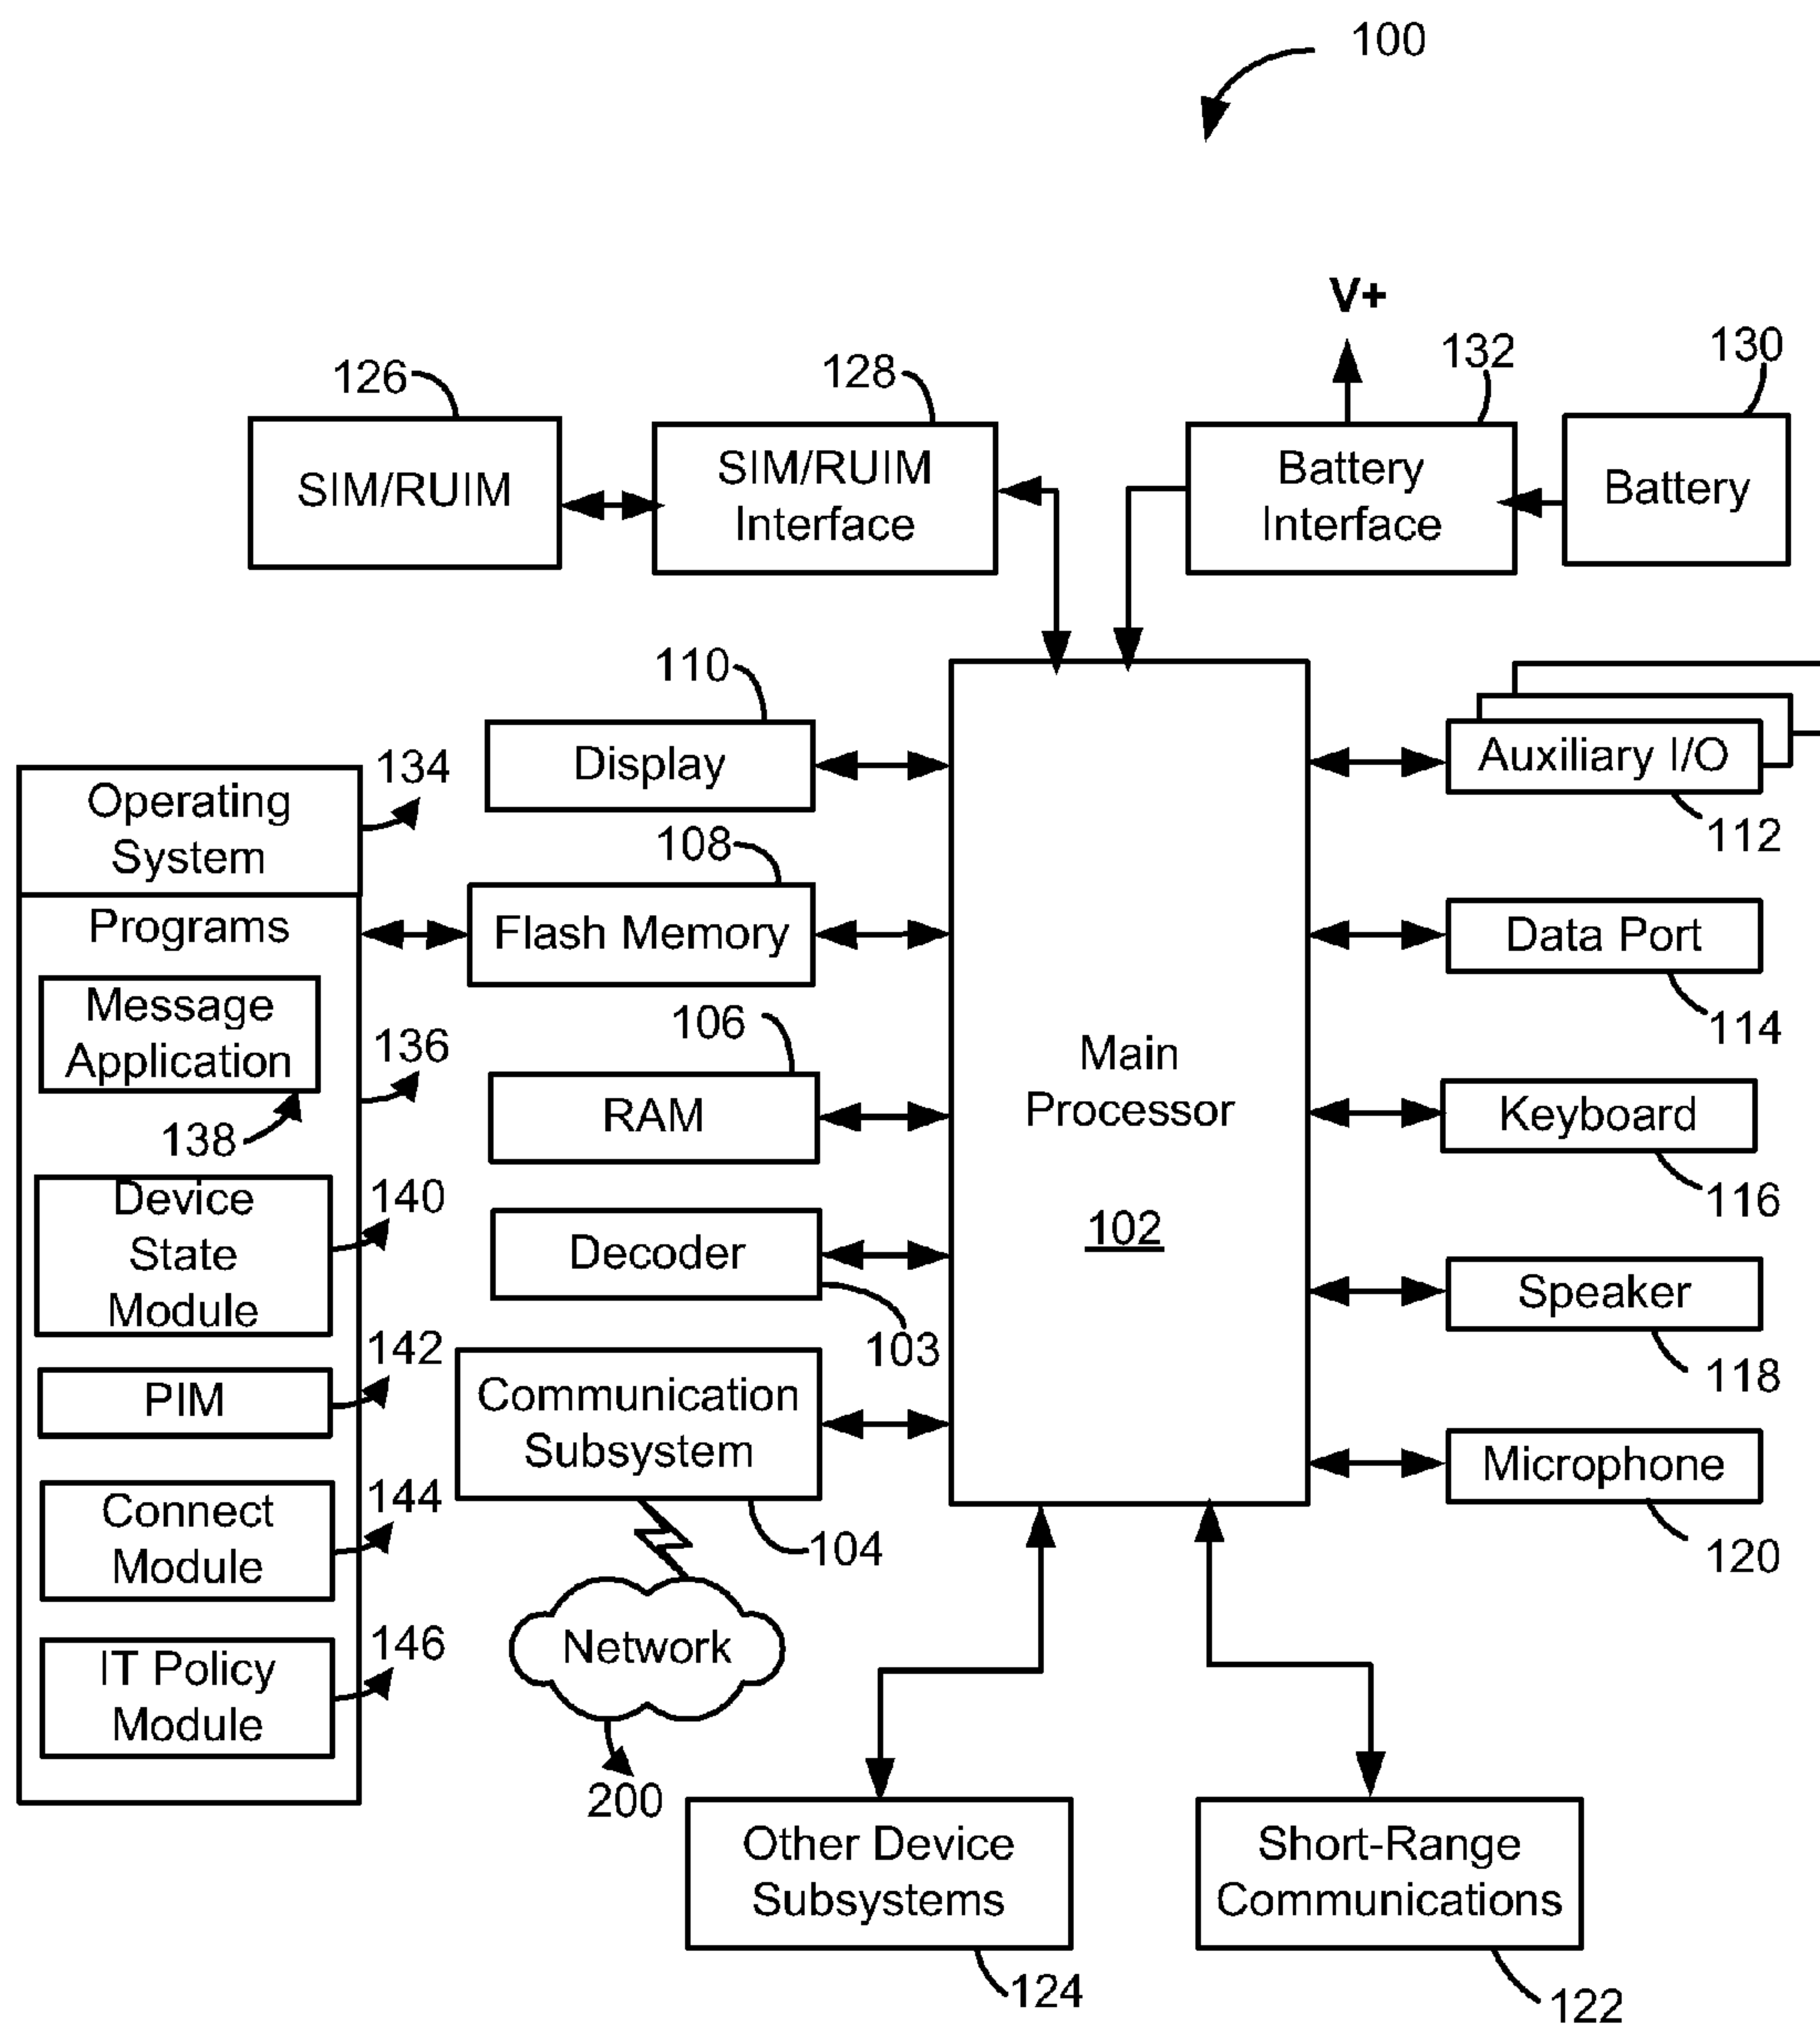 100
V+
126
128
132
130
SIM/RUIM
SIM/RUIM
Interface
Battery
Interface
Battery
110
Display
Auxiliary I/O
112
134
Operating
System
108
Flash Memory
Programs
Data Port
114
Message
Application
136
138
106
RAM
Main
Processor
102
Keyboard
116
Device
State
Module
140
Decoder
103
Speaker
118
PIM
142
Communication
Subsystem
104
Microphone
120
Connect
Module
144
Network
200
IT Policy
Module
146
Other Device
Subsystems
124
Short-Range
Communications
122